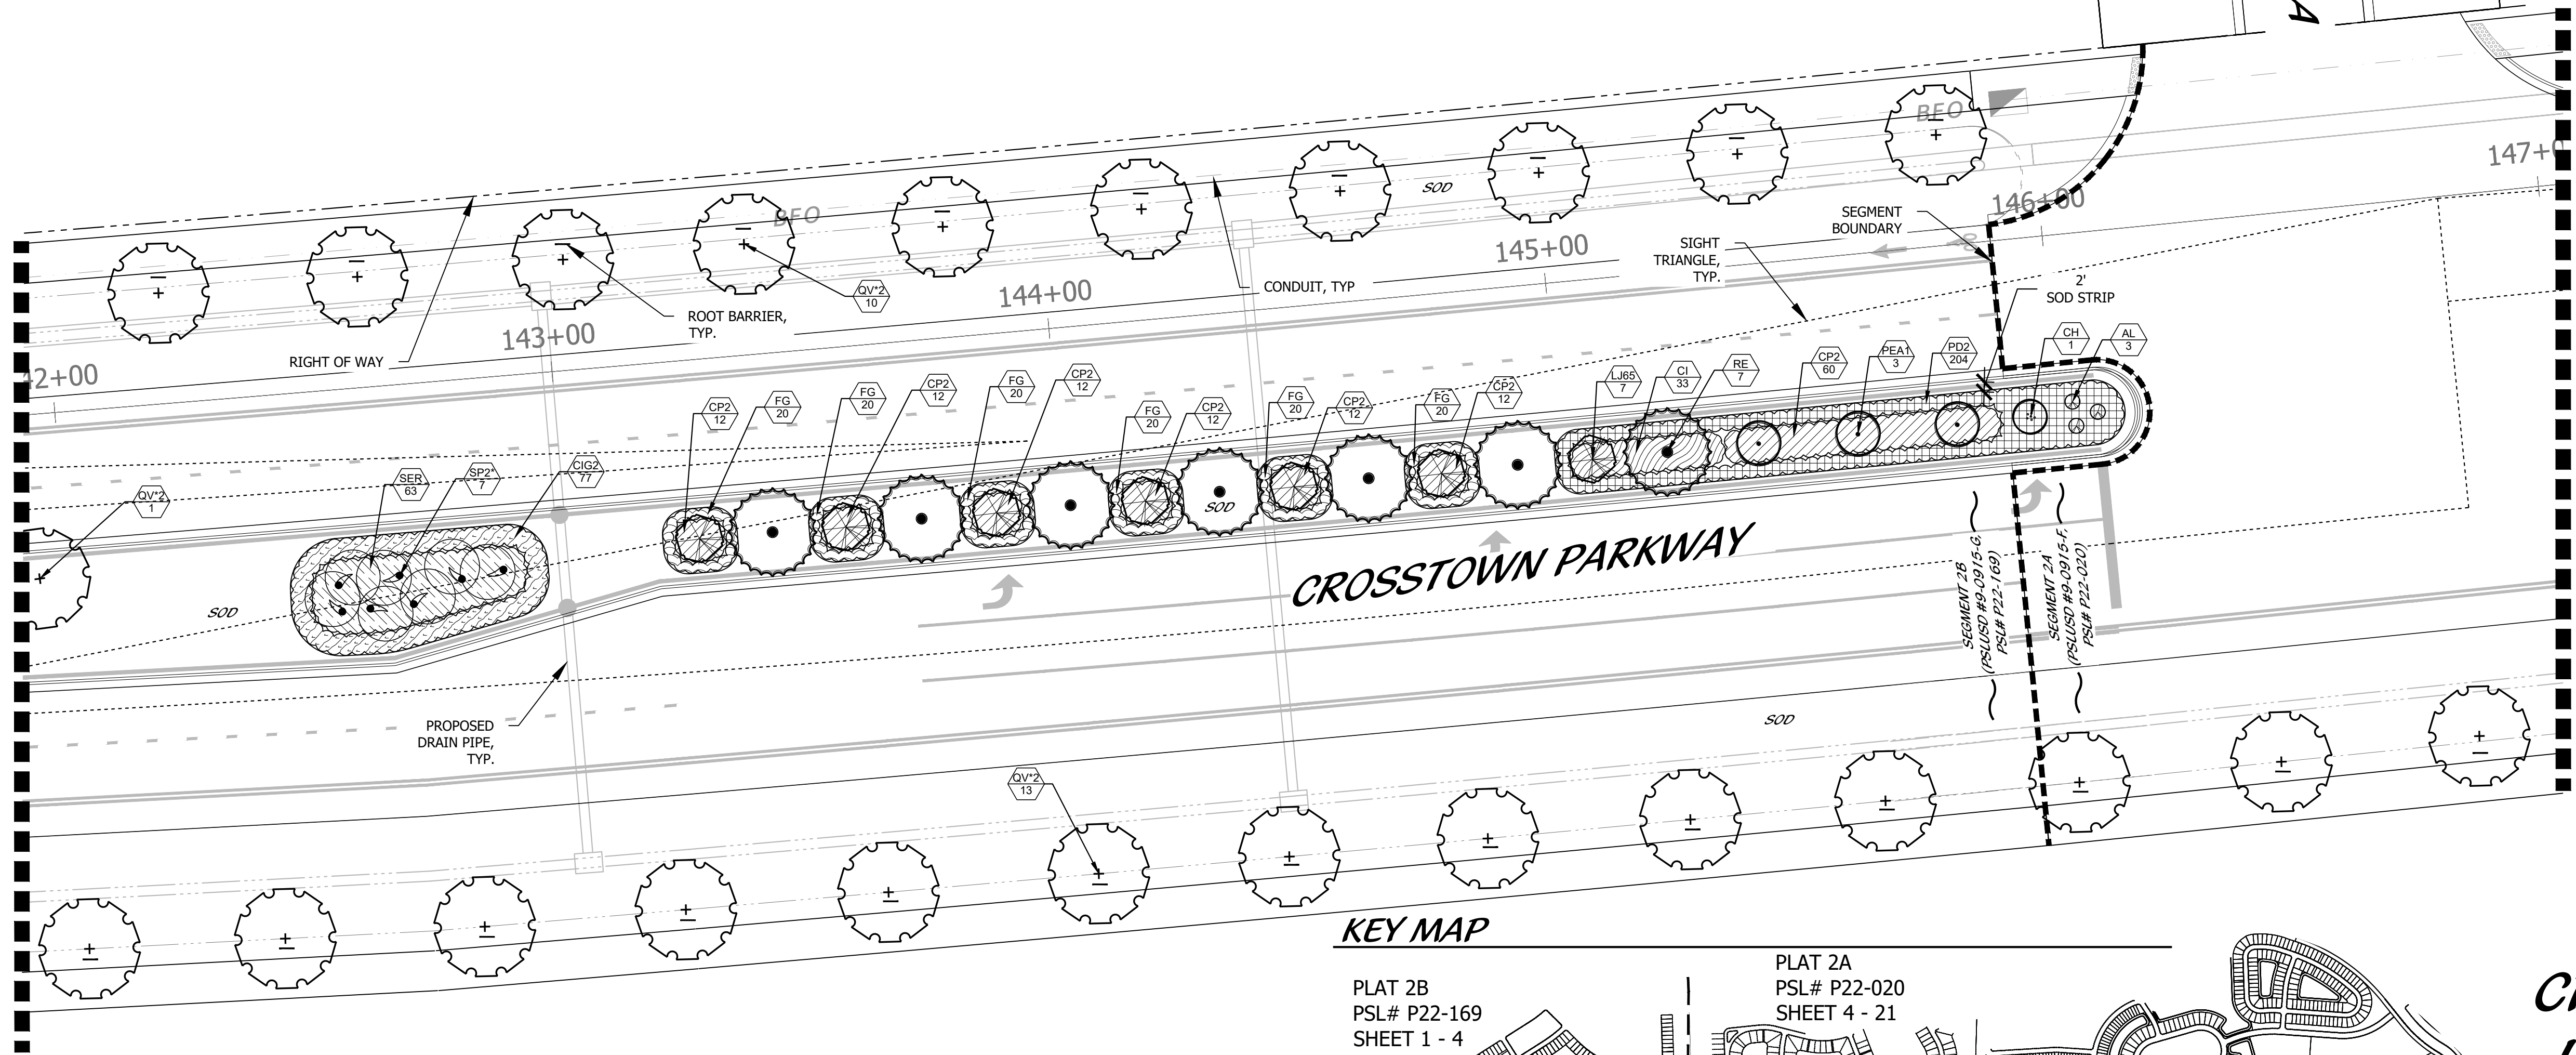 A
BFO
BFO
SOD
147+0
146+00
145+00
144+00
143+00
42+00
SEGMENT
BOUNDARY
SIGHT
TRIANGLE,
TYP.
2'
SOD STRIP
CONDUIT, TYP
QV*2
10
ROOT BARRIER,
TYP.
RIGHT OF WAY
CP2
12
FG
20
FG
20
CP2
12
FG
20
CP2
12
FG
20
CP2
12
FG
20
CP2
12
FG
20
CP2
12
LJ65
7
CI
33
RE
7
CP2
60
PEA1
3
PD2
204
CH
1
AL
3
QV*2
1
SER
63
SP2*
7
CIG2
77
SOD
SOD
CROSSTOWN PARKWAY
SEGMENT 2B
(PSLUSD #9-0915-G,
PSL# P22-169)
SEGMENT 2A
(PSLUSD #9-0915-F,
PSL# P22-020)
PROPOSED
DRAIN PIPE,
TYP.
SOD
QV*2
13
KEY MAP
PLAT 2B
PSL# P22-169
SHEET 1 - 4
PLAT 2A
PSL# P22-020
SHEET 4 - 21